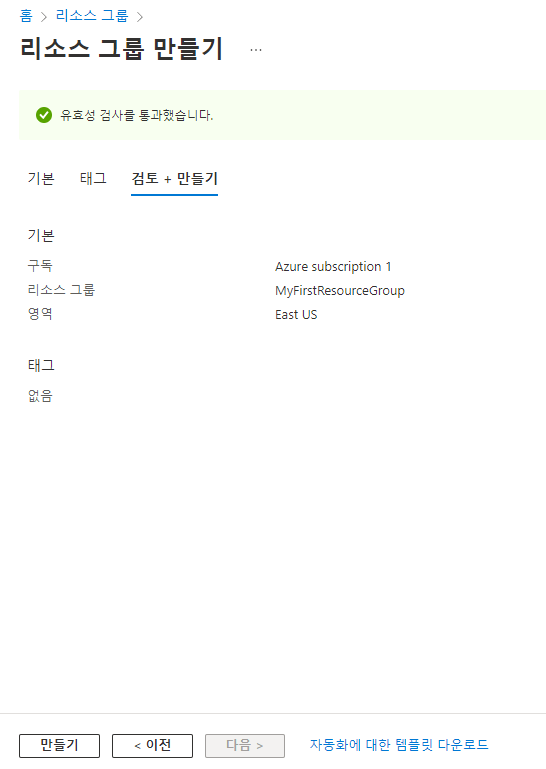 홈 > 리소스 그룹 >
리소스 그룹 만들기 ...
유효성 검사를 통과했습니다.
기본 태그 검토 + 만들기
기본
구독 Azure subscription 1
리소스 그룹 MyFirstResourceGroup
영역 East US
태그
없음
만들기 < 이전 다음 > 자동화에 대한 템플릿 다운로드